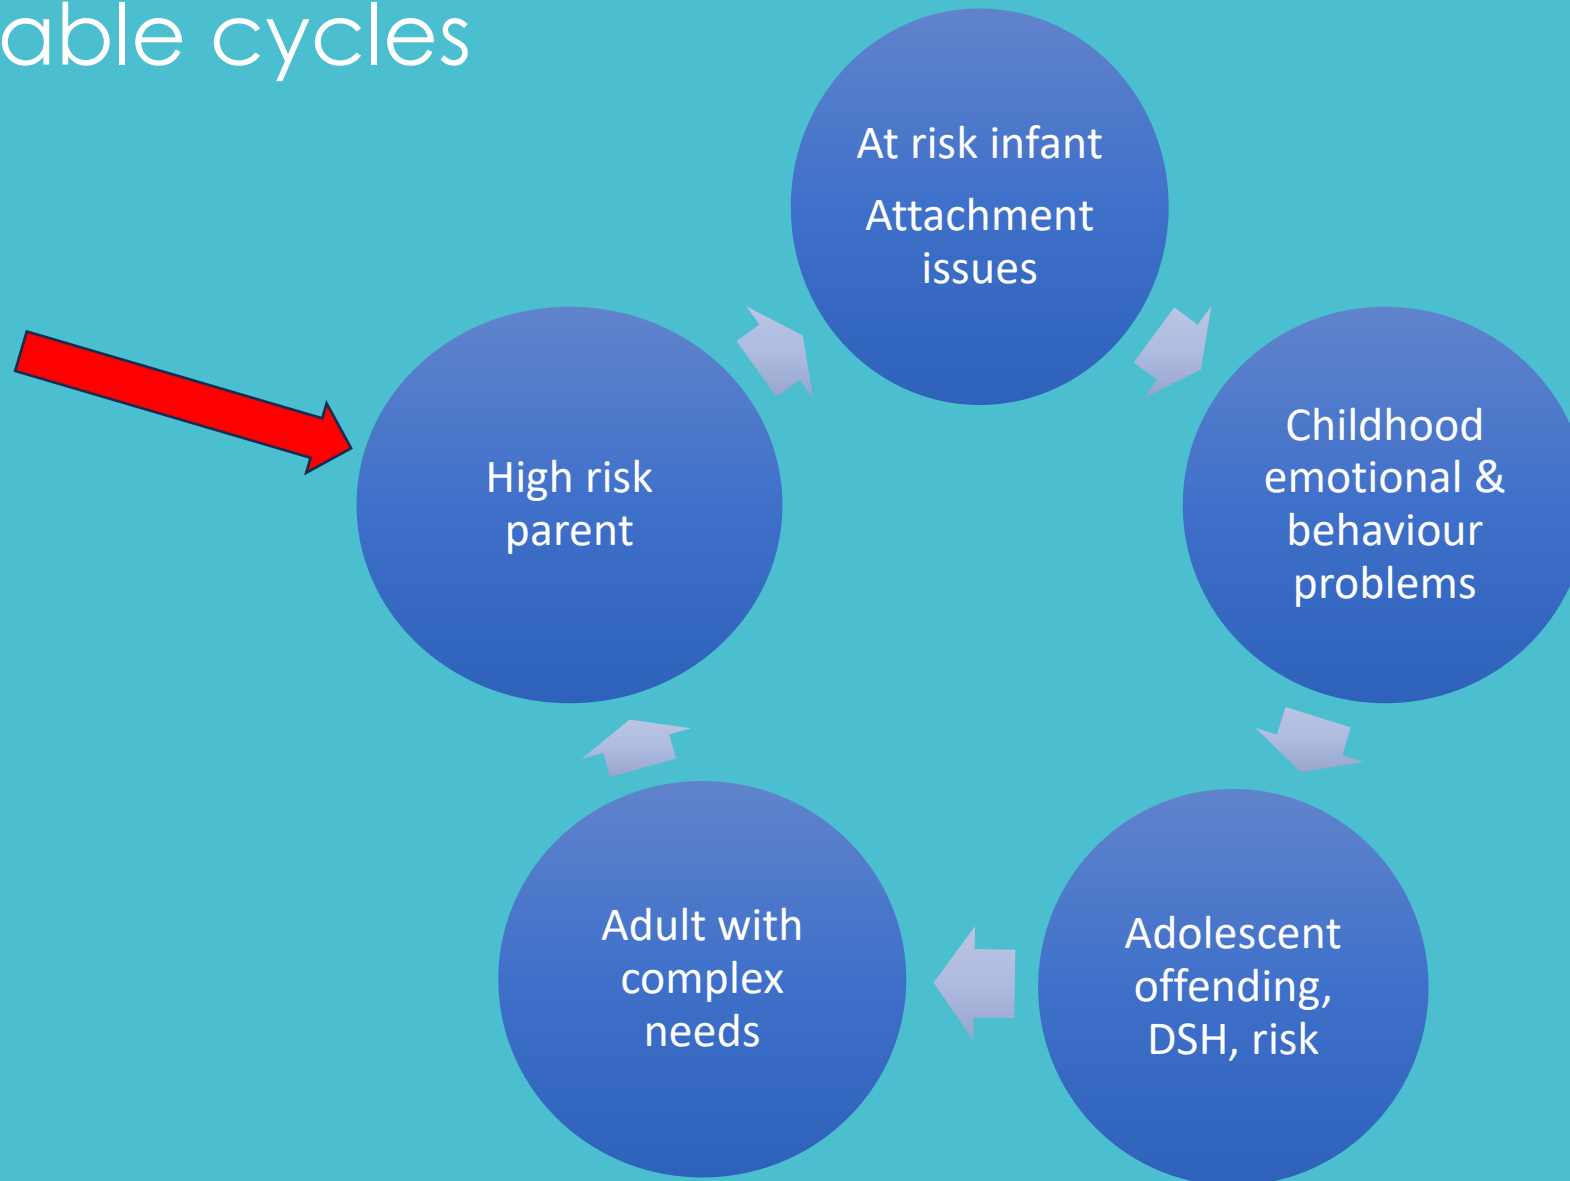 able cycles
At risk infant
Attachment
issues
Childhood
emotional &
behaviour
problems
Adolescent
offending,
DSH, risk
Adult with
complex
needs
High risk
parent